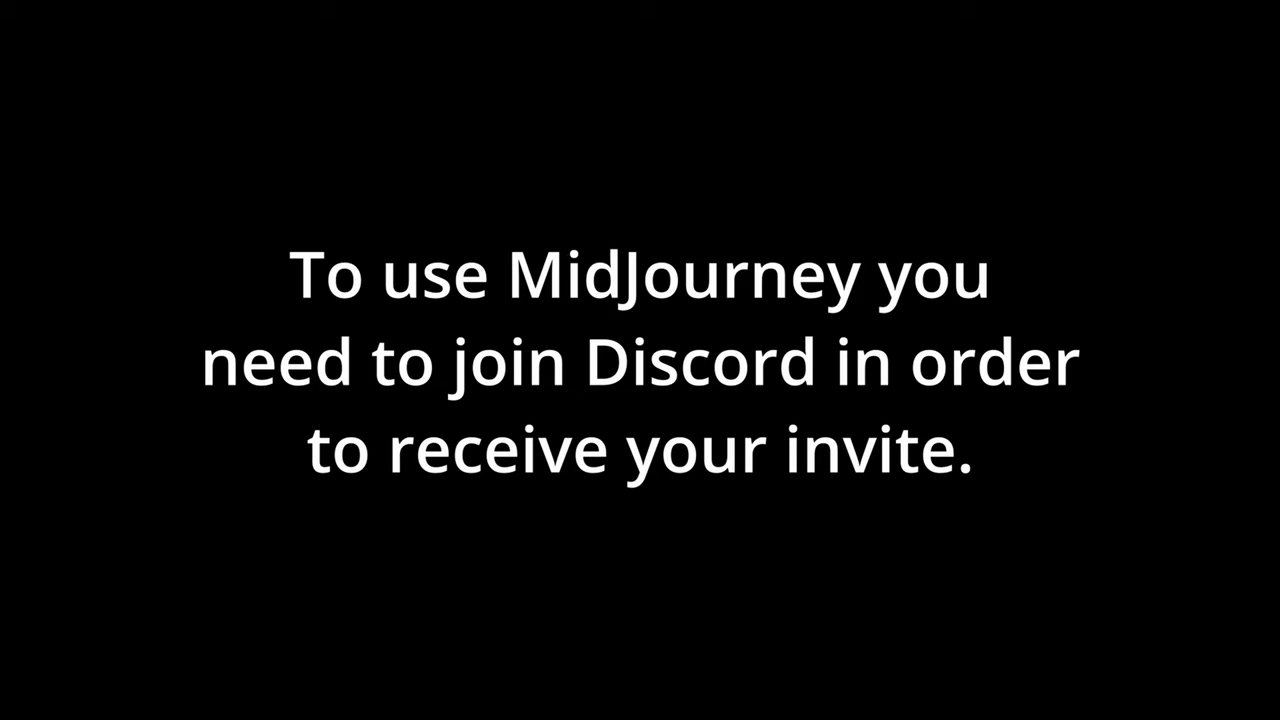 To use MidJourney you
need to join Discord in order
to receive your invite.